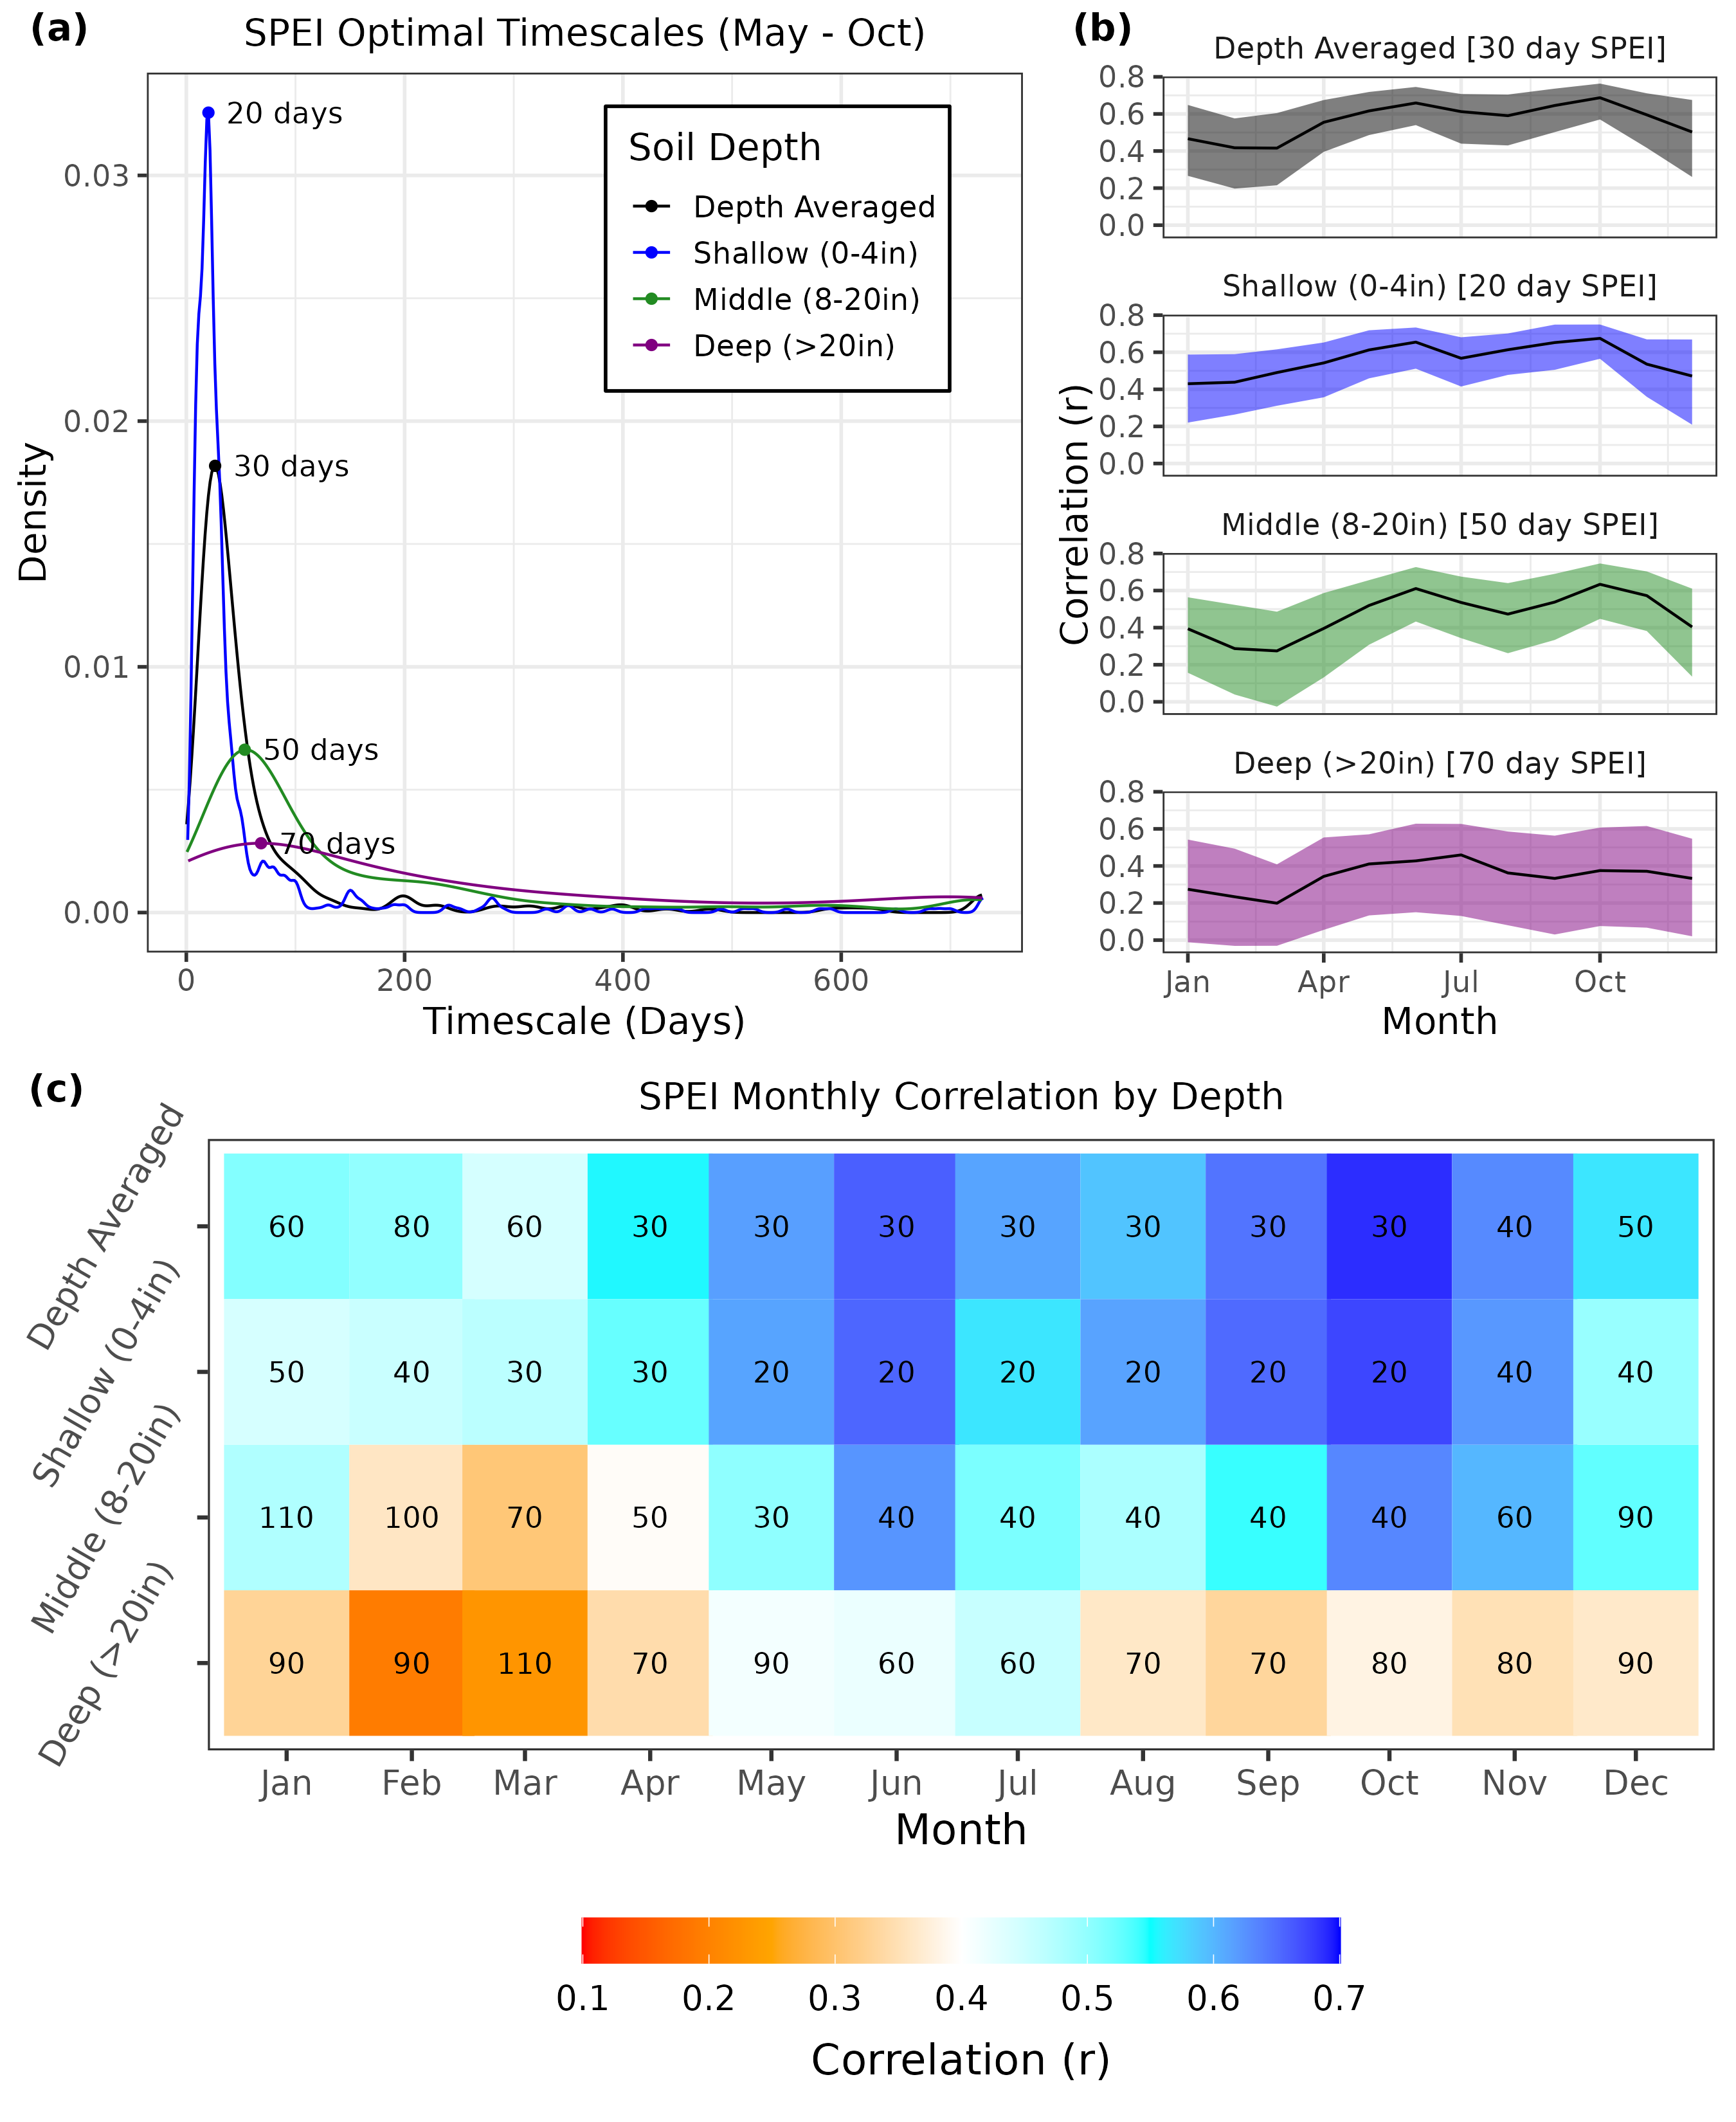 (a)
SPEI Optimal Timescales (May - Oct)
20 days
30 days
50 days
70 days
Soil Depth
Depth Averaged
Shallow (0-4in)
Middle (8-20in)
Deep (>20in)
Density
0.03
0.02
0.01
0.00
0 200 400 600
Timescale (Days)
(b)
Correlation (r)
Depth Averaged [30 day SPEI]
0.8
0.6
0.4
0.2
0.0
Shallow (0-4in) [20 day SPEI]
0.8
0.6
0.4
0.2
0.0
Middle (8-20in) [50 day SPEI]
0.8
0.6
0.4
0.2
0.0
Deep (>20in) [70 day SPEI]
0.8
0.6
0.4
0.2
0.0
Jan Apr Jul Oct
Month
(c)
SPEI Monthly Correlation by Depth
Depth Averaged
60 80 60 30 30 30 30 30 30 30 40 50
Shallow (0-4in)
50 40 30 30 20 20 20 20 20 20 40 40
Middle (8-20in)
110 100 70 50 30 40 40 40 40 40 60 90
Deep (>20in)
90 90 110 70 90 60 60 70 70 80 80 90
Jan Feb Mar Apr May Jun Jul Aug Sep Oct Nov Dec
Month
0.1 0.2 0.3 0.4 0.5 0.6 0.7
Correlation (r)